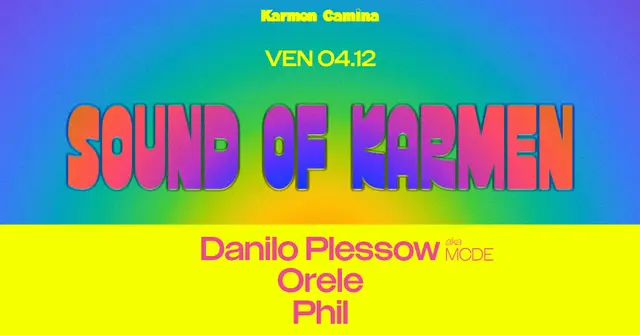 Karmen Camina
VEN 04.12
SOUND OF KARMEN
Danilo Plessow aka MCDE
Orele
Phil